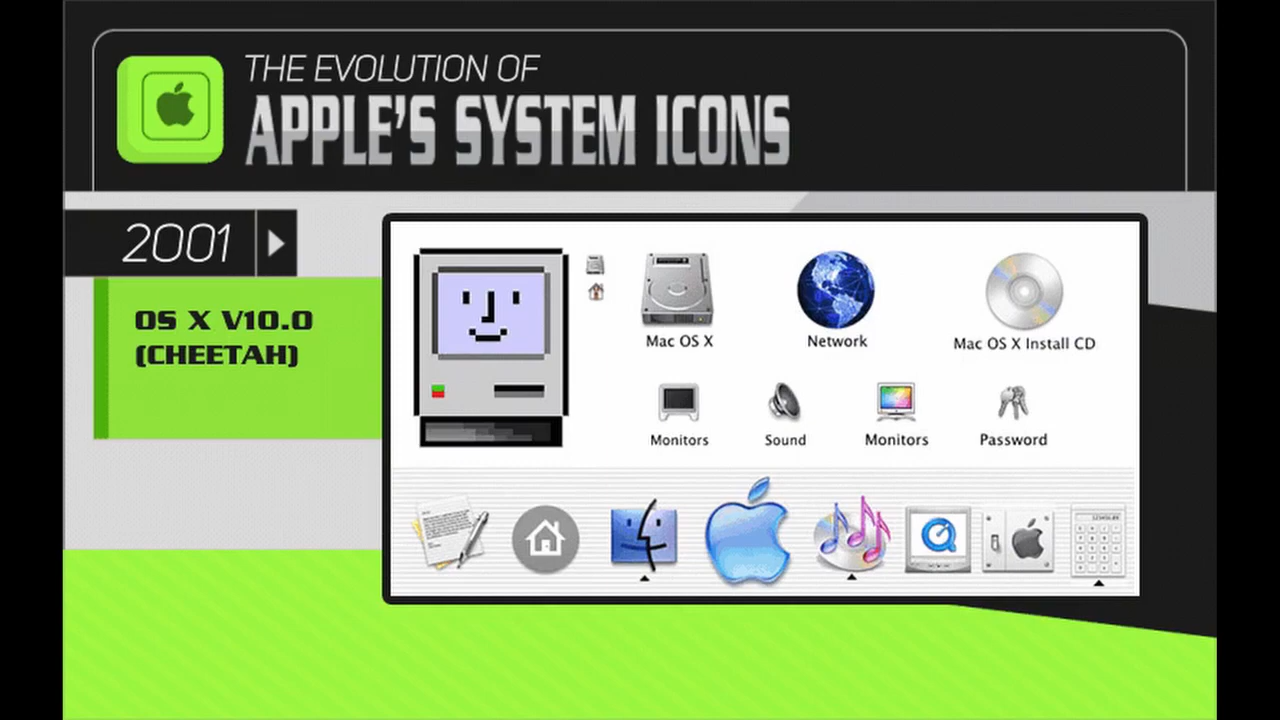 THE EVOLUTION OF
APPLE'S SYSTEM ICONS
2001
OS X V10.0
(CHEETAH)
Mac OS X
Network
Mac OS X Install CD
Monitors
Sound
Monitors
Password